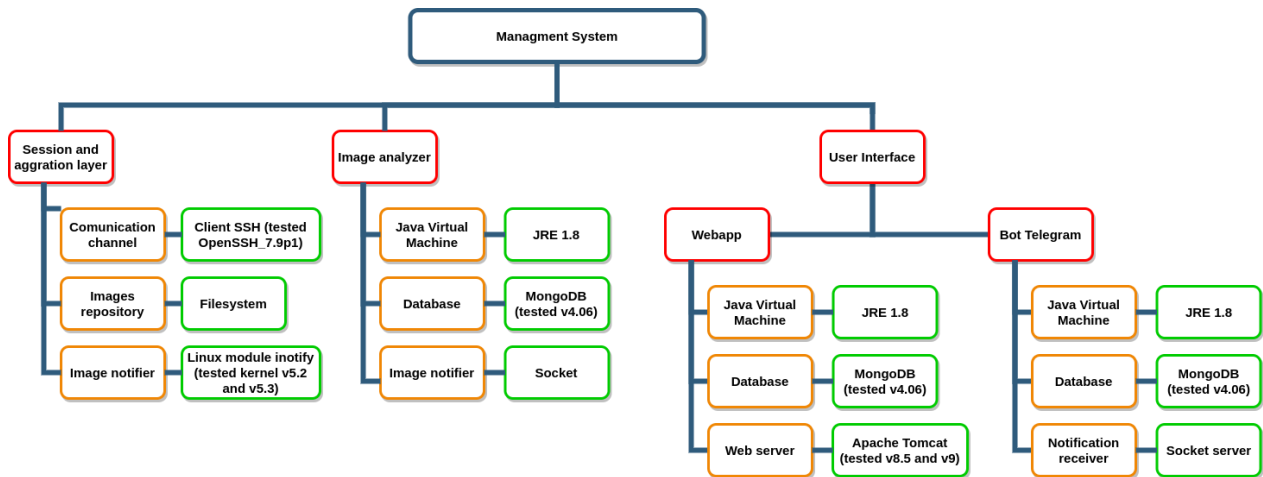 Managment System
Session and
aggration layer
Image analyzer
User Interface
Comunication
channel
Client SSH (tested
OpenSSH_7.9p1)
Images
repository
Filesystem
Image notifier
Linux module inotify
(tested kernel v5.2
and v5.3)
Java Virtual
Machine
JRE 1.8
Database
MongoDB
(tested v4.06)
Image notifier
Socket
Webapp
Bot Telegram
Java Virtual
Machine
JRE 1.8
Database
MongoDB
(tested v4.06)
Web server
Apache Tomcat
(tested v8.5 and v9)
Java Virtual
Machine
JRE 1.8
Database
MongoDB
(tested v4.06)
Notification
receiver
Socket server